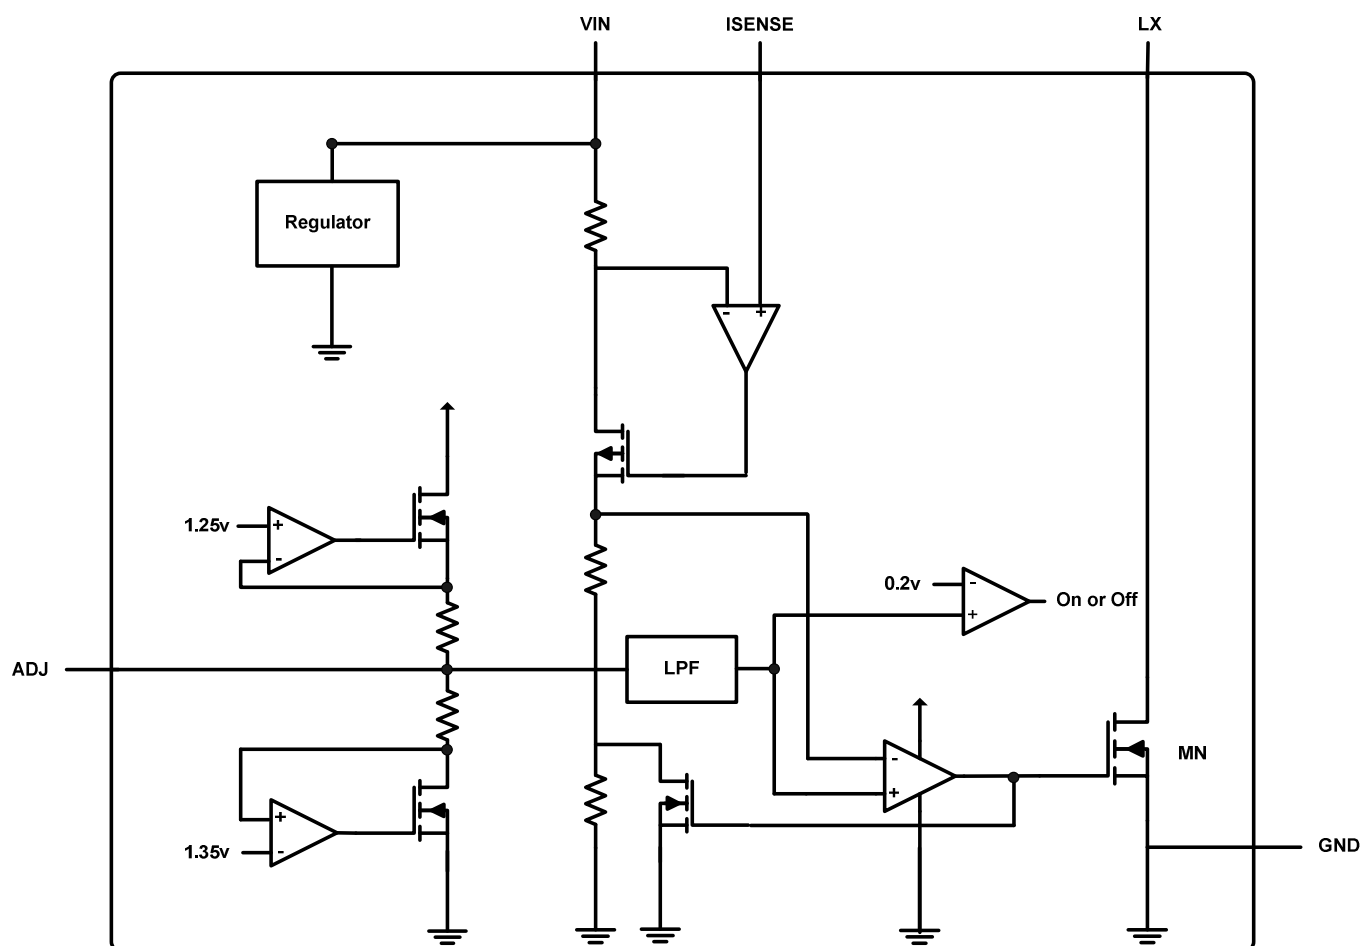 VIN
ISENSE
LX
Regulator
-
+
1.25v
+
-
0.2v
-
+
On or Off
ADJ
LPF
-
+
MN
+
-
1.35v
GND